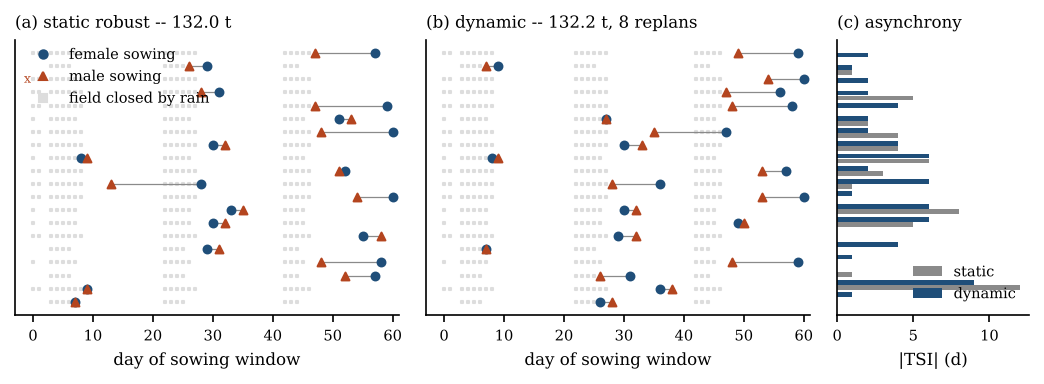 (a) static robust -- 132.0 t
female sowing
x male sowing
field closed by rain
0 10 20 30 40 50 60
day of sowing window
(b) dynamic -- 132.2 t, 8 replans
0 10 20 30 40 50 60
day of sowing window
(c) asynchrony
static
dynamic
0 5 10
|TSI| (d)